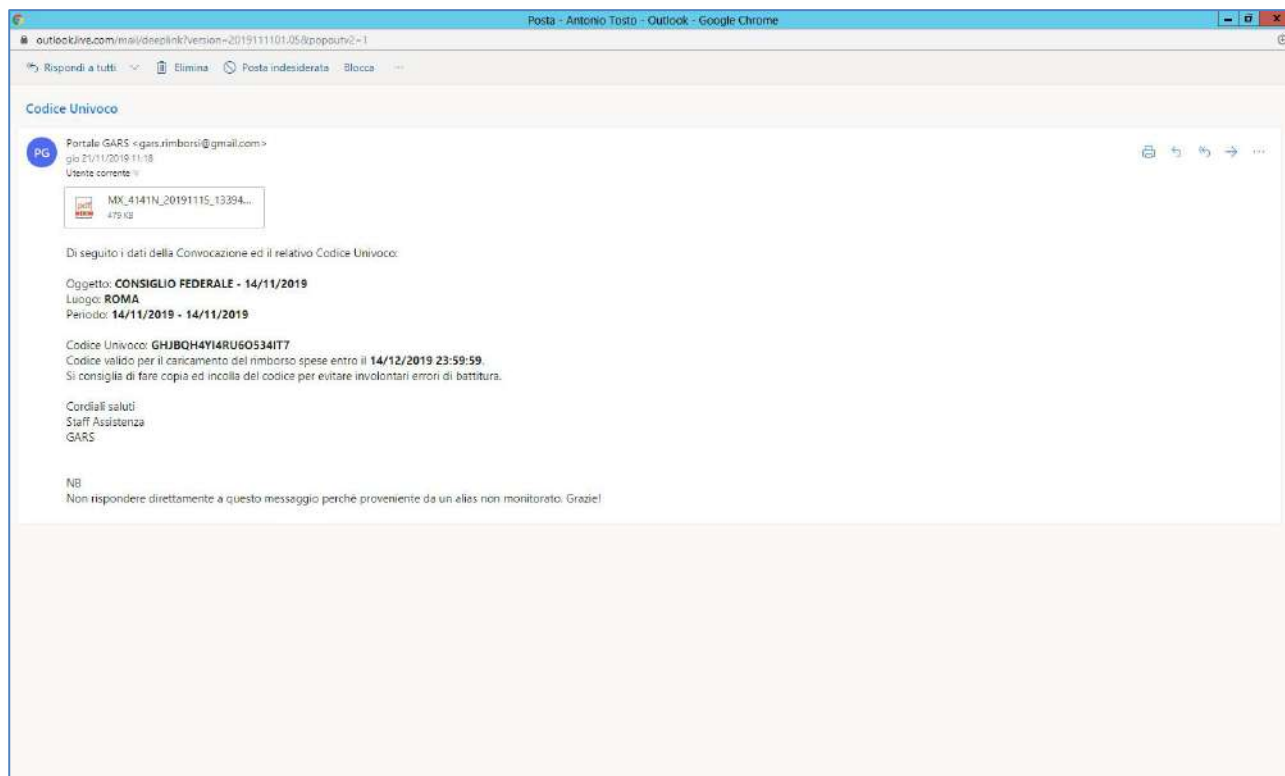 Posta - Antonio Tosto - Outlook - Google Chrome
outlook.live.com/mail/deeplink?version=2019111101.05&popoutv2=1
Rispondi a tutti Elimina Posta indesiderata Blocca ...
Codice Univoco
PG
Portale GARS <gars.rimborsi@gmail.com>
gio 21/11/2019 11:18
Utente corrente
MX_4141N_20191115_13394...
479 KB
Di seguito i dati della Convocazione ed il relativo Codice Univoco:
Oggetto: CONSIGLIO FEDERALE - 14/11/2019
Luogo: ROMA
Periodo: 14/11/2019 - 14/11/2019
Codice Univoco: GHJBQH4YI4RU6O534IT7
Codice valido per il caricamento del rimborso spese entro il 14/12/2019 23:59:59.
Si consiglia di fare copia ed incolla del codice per evitare involontari errori di battitura.
Cordiali saluti
Staff Assistenza
GARS
NB
Non rispondere direttamente a questo messaggio perché proveniente da un alias non monitorato. Grazie!